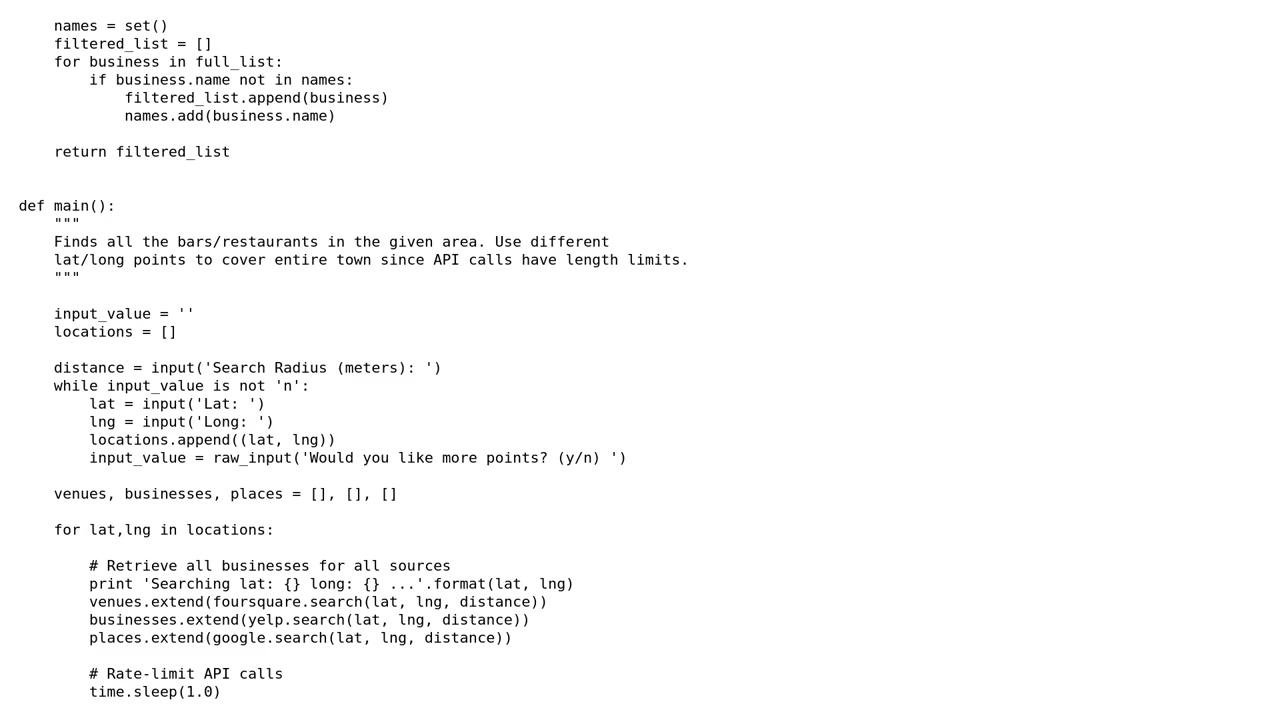 names = set()
filtered_list = []
for business in full_list:
if business.name not in names:
filtered_list.append(business)
names.add(business.name)
return filtered_list
def main():
"""
Finds all the bars/restaurants in the given area. Use different
lat/long points to cover entire town since API calls have length limits.
"""
input_value = ''
locations = []
distance = input('Search Radius (meters): ')
while input_value is not 'n':
lat = input('Lat: ')
lng = input('Long: ')
locations.append((lat, lng))
input_value = raw_input('Would you like more points? (y/n) ')
venues, businesses, places = [], [], []
for lat,lng in locations:
# Retrieve all businesses for all sources
print 'Searching lat: {} long: {} ...'.format(lat, lng)
venues.extend(foursquare.search(lat, lng, distance))
businesses.extend(yelp.search(lat, lng, distance))
places.extend(google.search(lat, lng, distance))
# Rate-limit API calls
time.sleep(1.0)